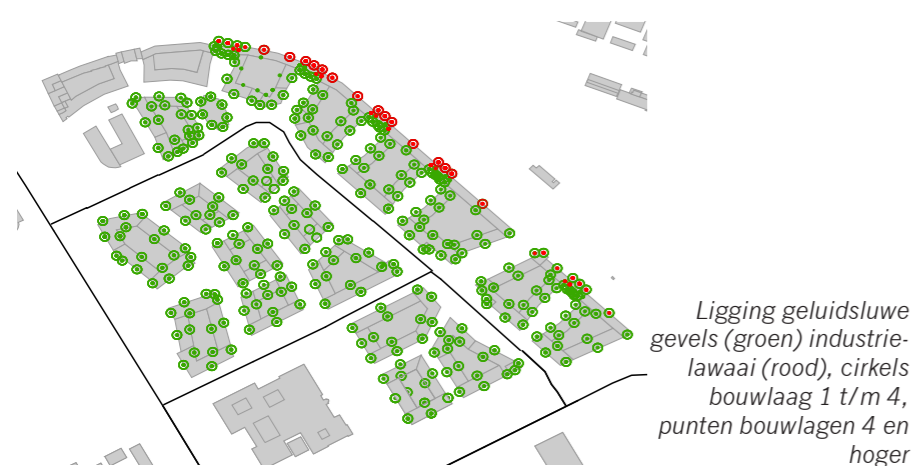 Ligging geluidsluwe
gevels (groen) industrie-
lawaai (rood), cirkels
bouwlaag 1 t/m 4,
punten bouwlagen 4 en
hoger